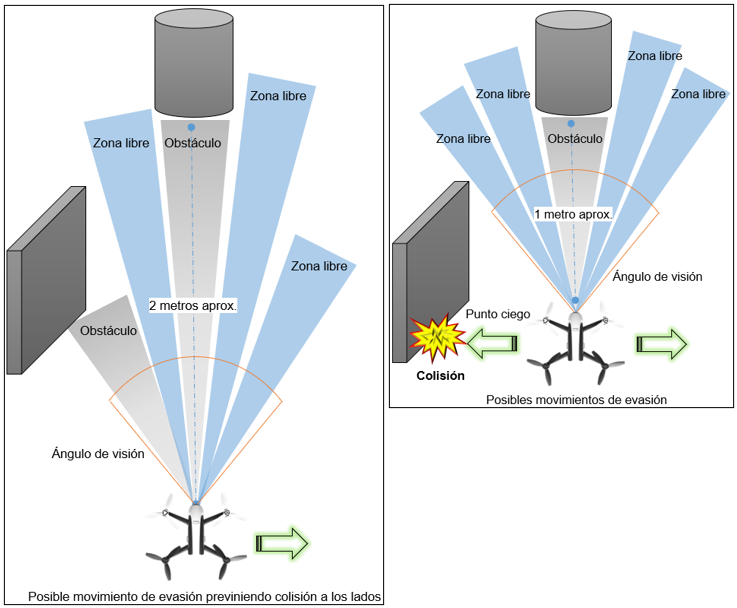 Zona libre
Zona libre
Obstáculo
Zona libre
2 metros aprox.
Obstáculo
Ángulo de visión
Posible movimiento de evasión previniendo colisión a los lados
Zona libre
Zona libre
Zona libre
Zona libre
Obstáculo
1 metro aprox.
Ángulo de visión
Punto ciego
Colisión
Posibles movimientos de evasión